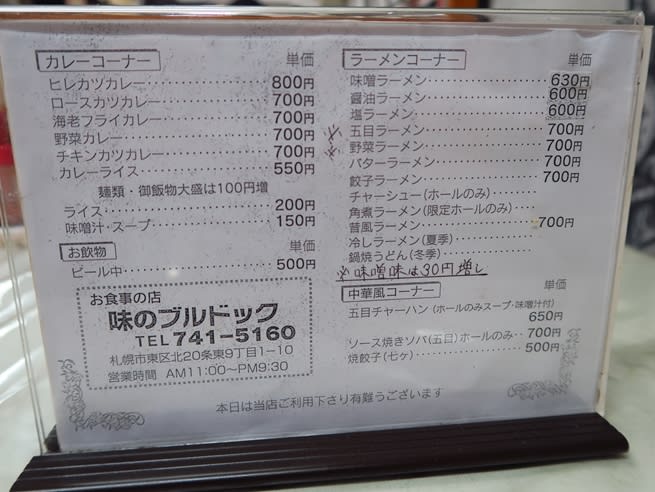 カレーコーナー 単価
ヒレカツカレー 800円
ロースカツカレー 700円
海老フライカレー 700円
野菜カレー 700円
チキンカツカレー 700円
カレーライス 550円
麺類・御飯物大盛は100円増
ライス 200円
味噌汁・スープ 150円
お飲物 単価
ビール中 500円
お食事の店
味のブルドック
TEL 741-5160
札幌市東区北20条東9丁目1-10
営業時間 AM11:00〜PM9:30
ラーメンコーナー 単価
味噌ラーメン 630円
醤油ラーメン 600円
塩ラーメン 600円
※五目ラーメン 700円
※野菜ラーメン 700円
バターラーメン 700円
餃子ラーメン 700円
チャーシュー(ホールのみ)
角煮ラーメン(限定ホールのみ)
昔風ラーメン 700円
冷しラーメン(夏季)
鍋焼うどん(冬季)
※味噌味は30円増し
中華風コーナー 単価
五目チャーハン(ホールのみスープ・味噌汁付)
650円
ソース焼きソバ(五目)ホールのみ 700円
焼餃子(七ヶ) 500円
本日は当店ご利用下さり有難うございます